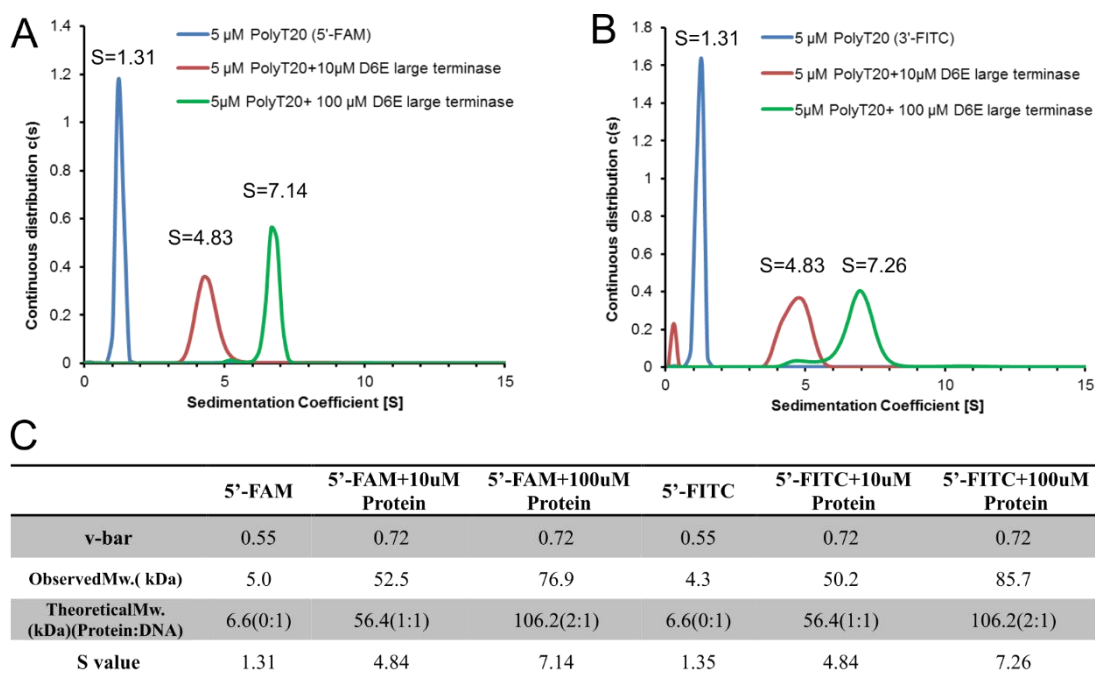 A
Continuous distribution c(s)
1.4
1.2
1
0.8
0.6
0.4
0.2
0
0 5 10 15
Sedimentation Coefficient [S]
S=1.31
S=4.83
S=7.14
5 µM PolyT20 (5'-FAM)
5 µM PolyT20+10µM D6E large terminase
5µM PolyT20+ 100 µM D6E large terminase
B
Continuous distribution c(s)
1.8
1.6
1.4
1.2
1
0.8
0.6
0.4
0.2
0
0 5 10 15
Sedimentation Coefficient [S]
S=1.31
S=4.83
S=7.26
5 µM PolyT20 (3'-FITC)
5 µM PolyT20+10µM D6E large terminase
5µM PolyT20+ 100 µM D6E large terminase
C
5’-FAM 5’-FAM+10uM Protein 5’-FAM+100uM Protein 5’-FITC 5’-FITC+10uM Protein 5’-FITC+100uM Protein
v-bar 0.55 0.72 0.72 0.55 0.72 0.72
ObservedMw.( kDa) 5.0 52.5 76.9 4.3 50.2 85.7
TheoreticalMw. (kDa)(Protein:DNA) 6.6(0:1) 56.4(1:1) 106.2(2:1) 6.6(0:1) 56.4(1:1) 106.2(2:1)
S value 1.31 4.84 7.14 1.35 4.84 7.26